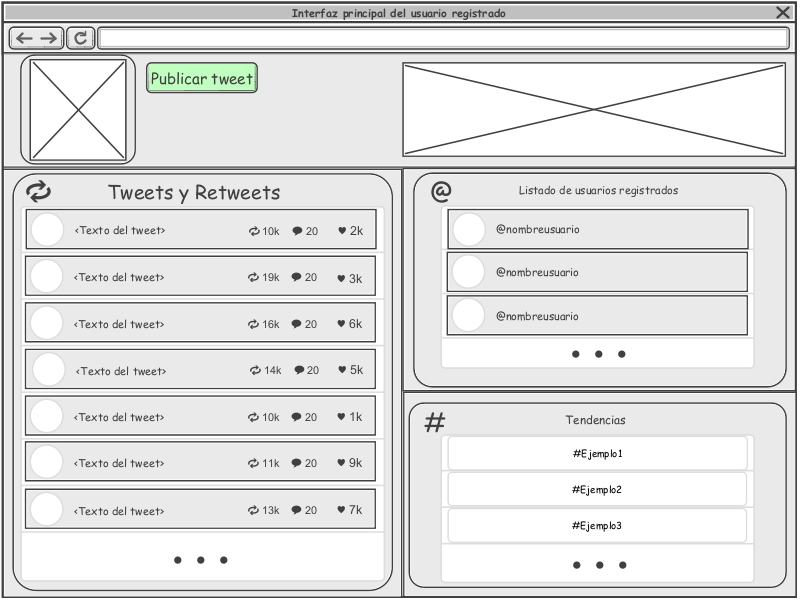 Interfaz principal del usuario registrado
Publicar tweet
Tweets y Retweets
<Texto del tweet> 10k 20 2k
<Texto del tweet> 19k 20 3k
<Texto del tweet> 16k 20 6k
<Texto del tweet> 14k 20 5k
<Texto del tweet> 10k 20 1k
<Texto del tweet> 11k 20 9k
<Texto del tweet> 13k 20 7k
@
Listado de usuarios registrados
@nombreusuario
@nombreusuario
@nombreusuario
#
Tendencias
#Ejemplo1
#Ejemplo2
#Ejemplo3